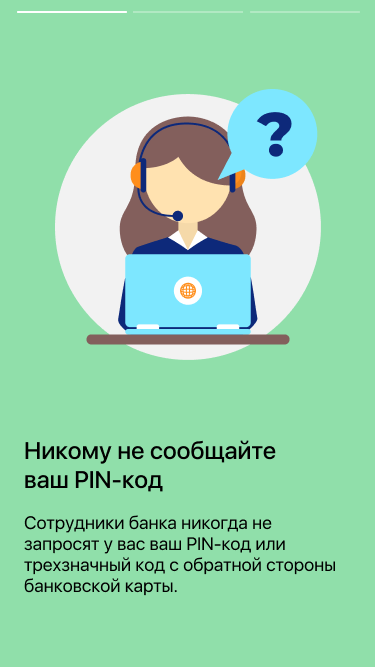 ?
Никому не сообщайте
ваш PIN-код
Сотрудники банка никогда не
запросят у вас ваш PIN-код или
трехзначный код с обратной стороны
банковской карты.